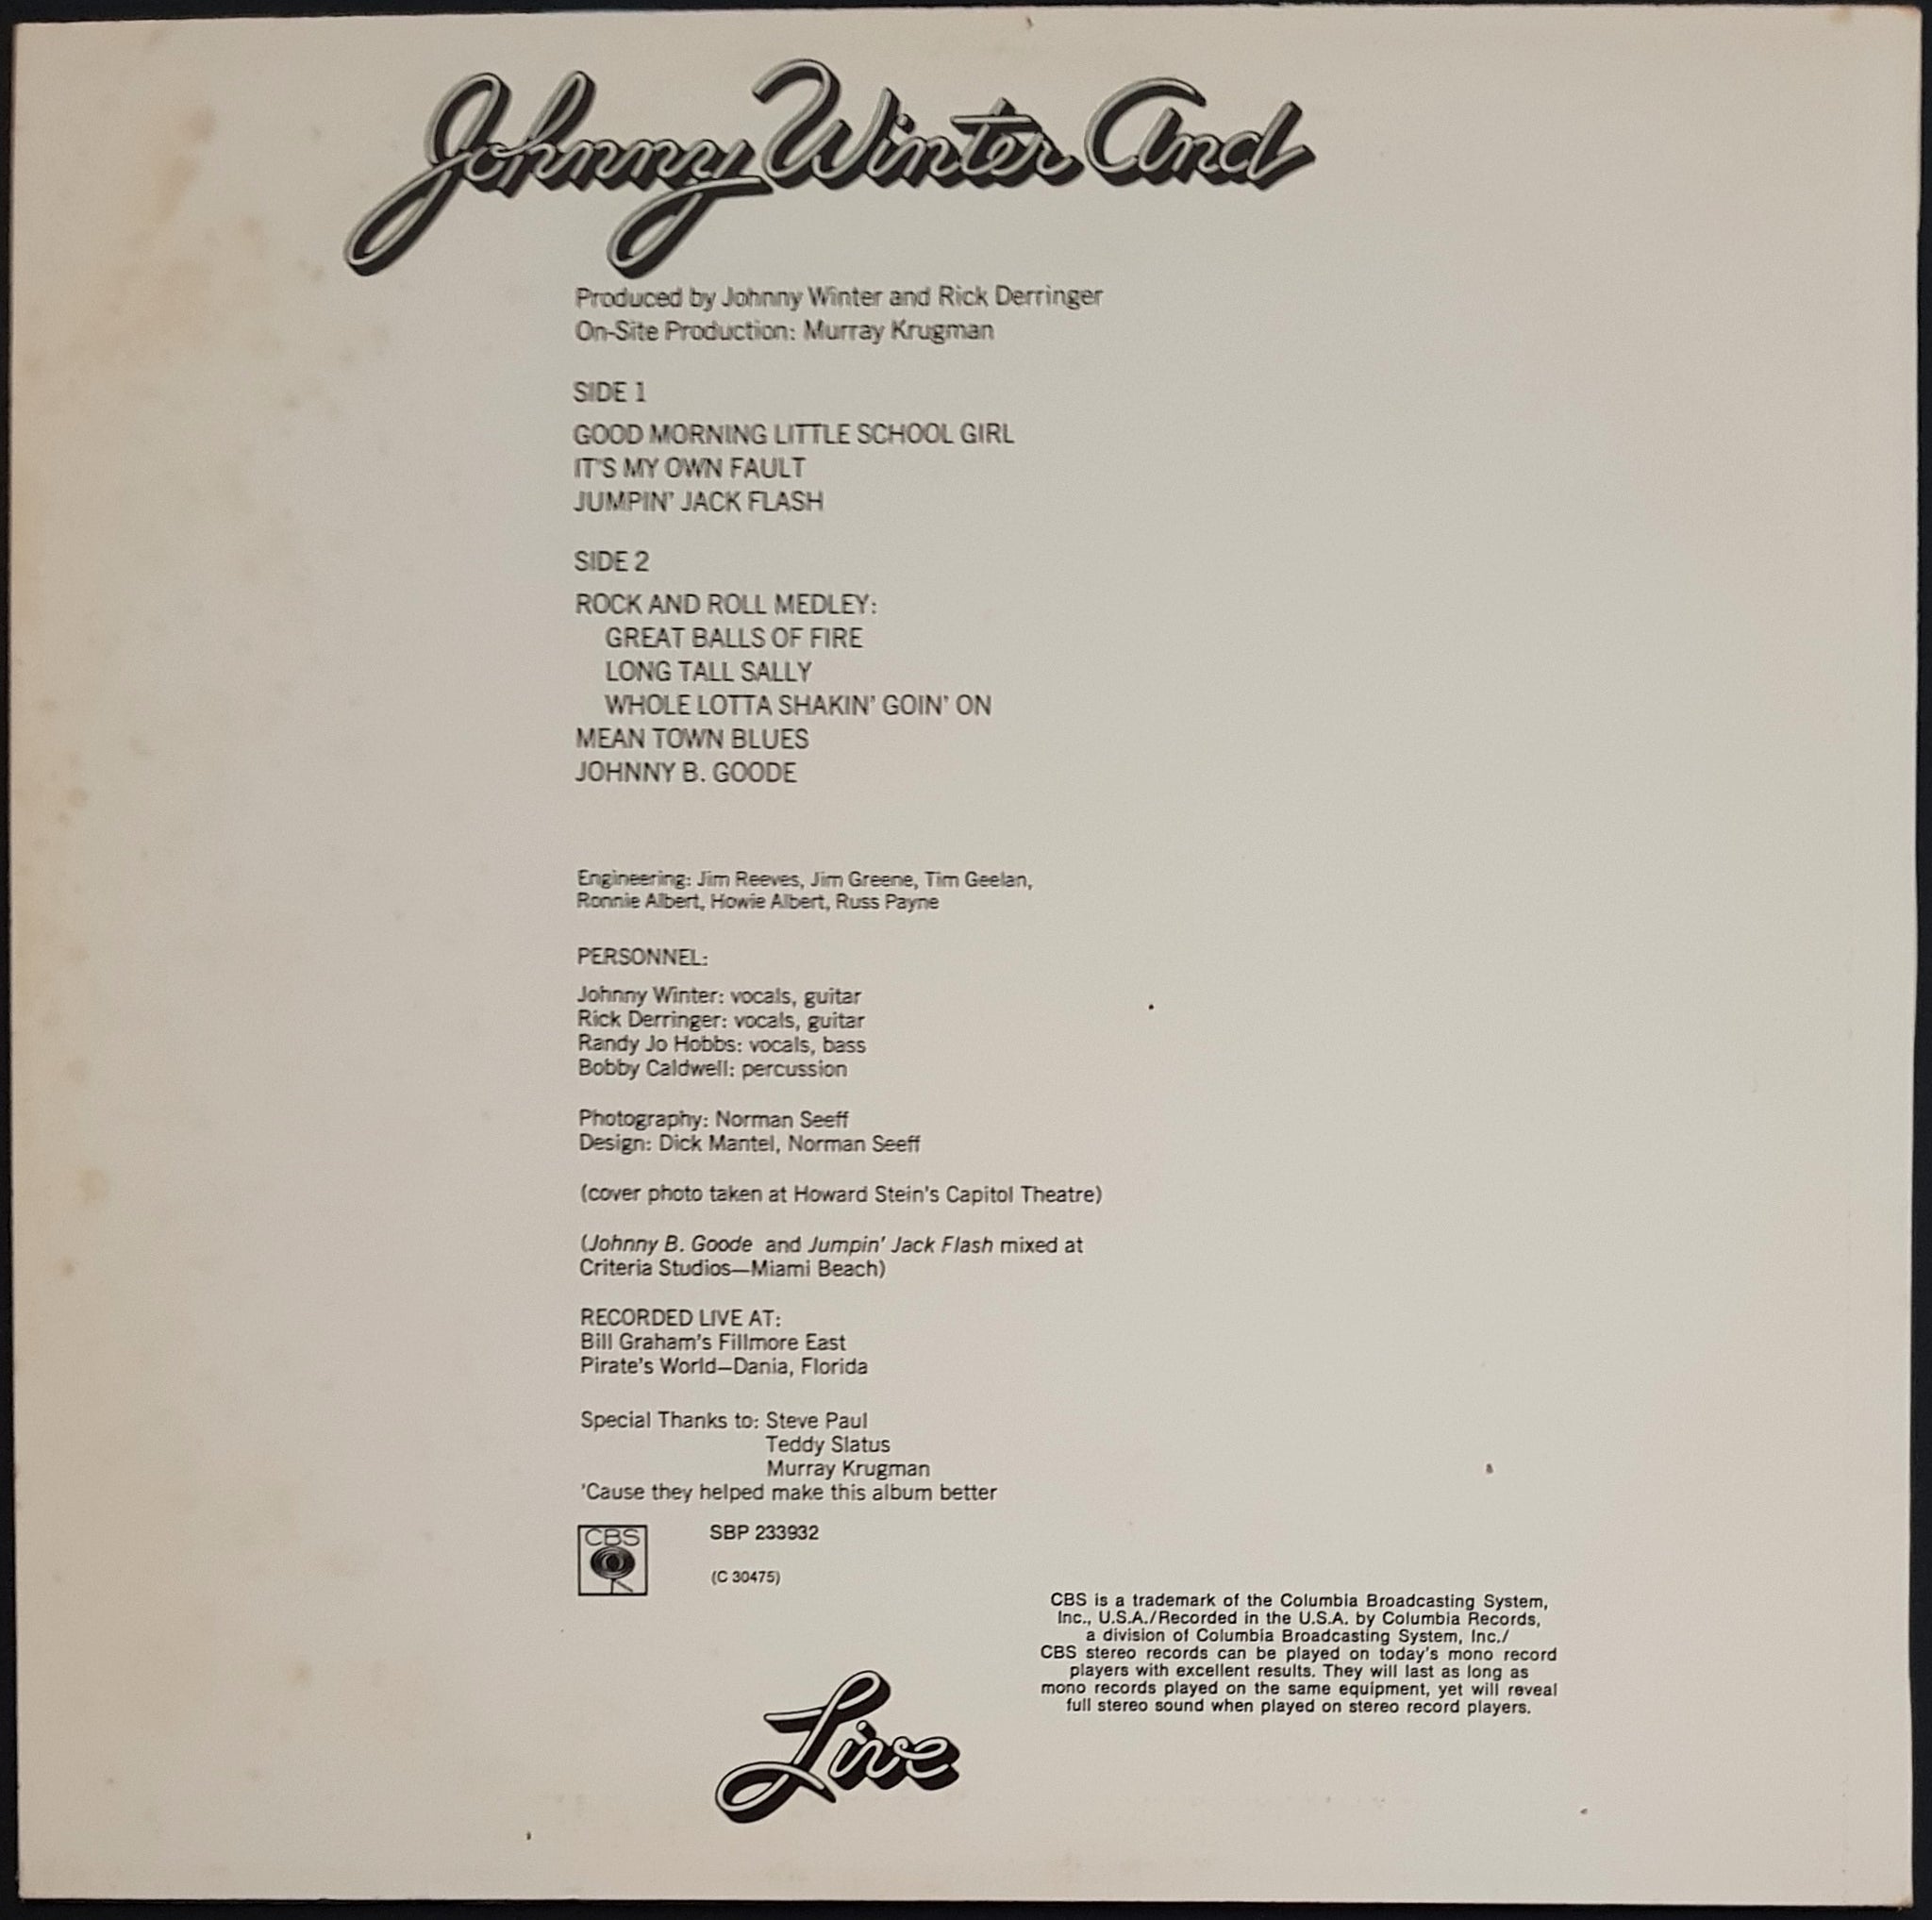 Johnny Winter And
Produced by Johnny Winter and Rick Derringer
On-Site Production: Murray Krugman
SIDE 1
GOOD MORNING LITTLE SCHOOL GIRL
IT'S MY OWN FAULT
JUMPIN' JACK FLASH
SIDE 2
ROCK AND ROLL MEDLEY:
GREAT BALLS OF FIRE
LONG TALL SALLY
WHOLE LOTTA SHAKIN' GOIN' ON
MEAN TOWN BLUES
JOHNNY B. GOODE
Engineering: Jim Reeves, Jim Greene, Tim Geelan,
Ronnie Albert, Howie Albert, Russ Payne
PERSONNEL:
Johnny Winter: vocals, guitar
Rick Derringer: vocals, guitar
Randy Jo Hobbs: vocals, bass
Bobby Caldwell: percussion
Photography: Norman Seeff
Design: Dick Mantel, Norman Seeff
(cover photo taken at Howard Stein's Capitol Theatre)
(Johnny B. Goode and Jumpin' Jack Flash mixed at
Criteria Studios—Miami Beach)
RECORDED LIVE AT:
Bill Graham's Fillmore East
Pirate's World—Dania, Florida
Special Thanks to: Steve Paul
Teddy Slatus
Murray Krugman
'Cause they helped make this album better
CBS
SBP 233932
(C 30475)
CBS is a trademark of the Columbia Broadcasting System,
Inc., U.S.A./Recorded in the U.S.A. by Columbia Records,
a division of Columbia Broadcasting System, Inc./
CBS stereo records can be played on today's mono record
players with excellent results. They will last as long as
mono records played on the same equipment, yet will reveal
full stereo sound when played on stereo record players.
Live